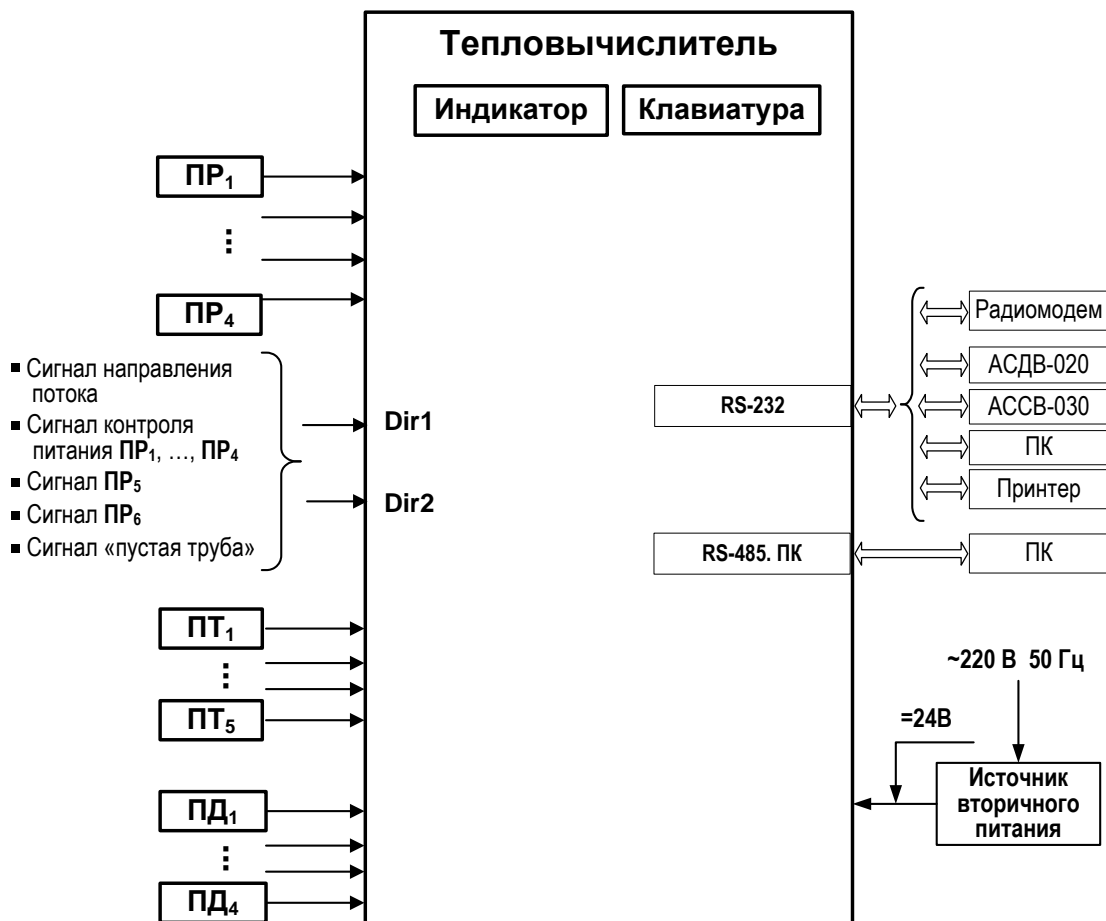 Тепловычислитель
Индикатор
Клавиатура
ПР₁
⋮
ПР₄
▪ Сигнал направления
потока
▪ Сигнал контроля
питания ПР₁, …, ПР₄
▪ Сигнал ПР₅
▪ Сигнал ПР₆
▪ Сигнал «пустая труба»
Dir1
Dir2
ПТ₁
⋮
ПТ₅
ПД₁
⋮
ПД₄
RS-232
RS-485. ПК
Радиомодем
АСДВ-020
АССВ-030
ПК
Принтер
ПК
~220 В 50 Гц
=24В
Источник
вторичного
питания